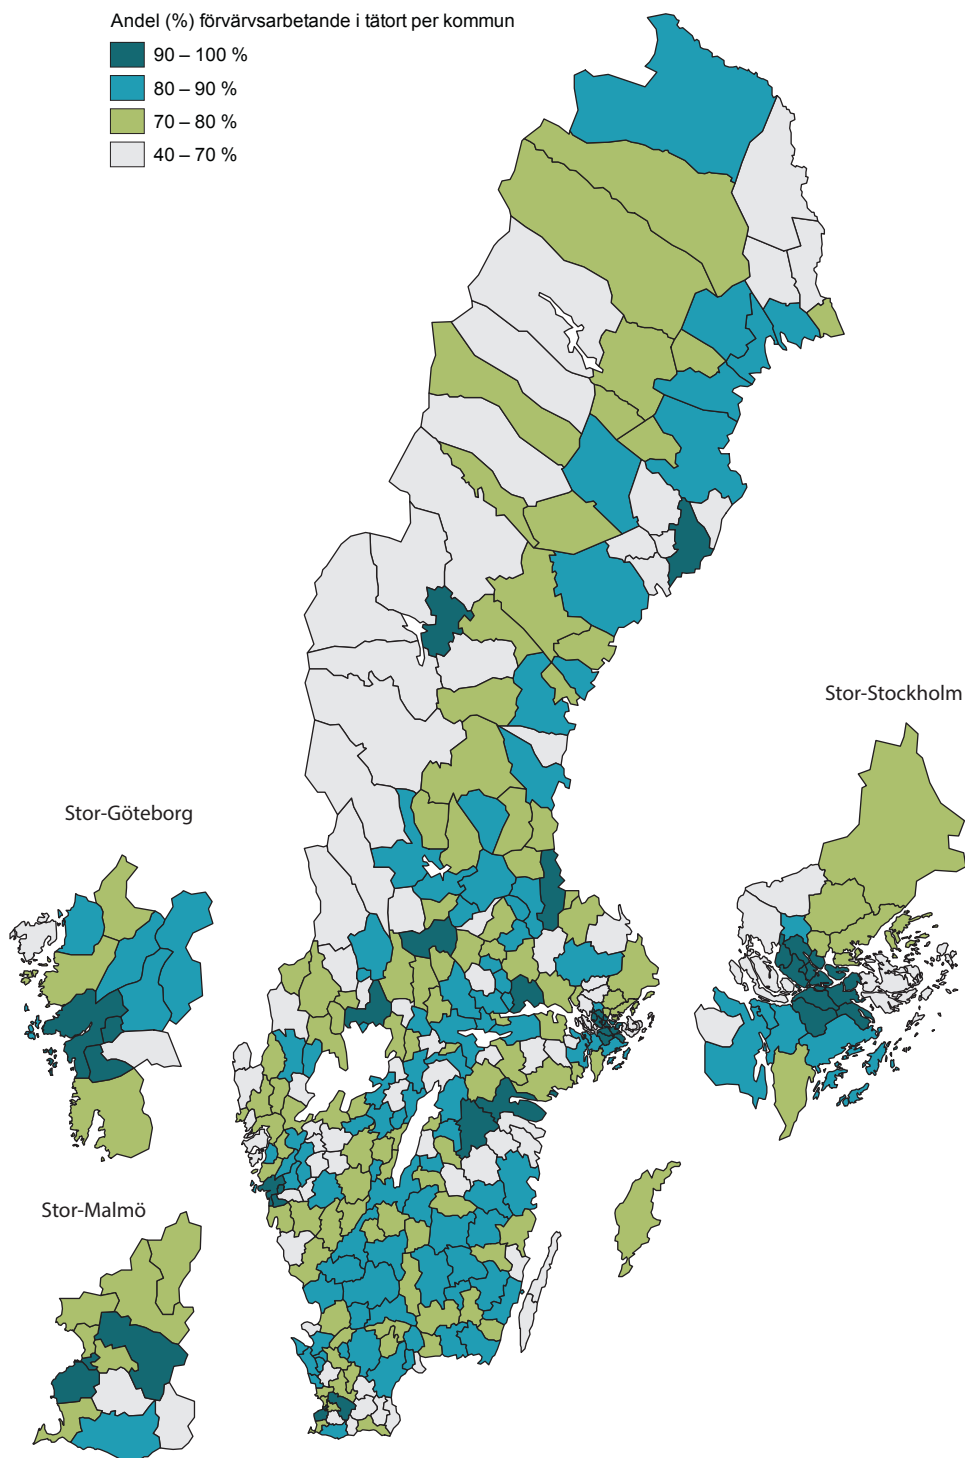 Andel (%) förvärvsarbetande i tätort per kommun
90 – 100 %
80 – 90 %
70 – 80 %
40 – 70 %
Stor-Stockholm
Stor-Göteborg
Stor-Malmö